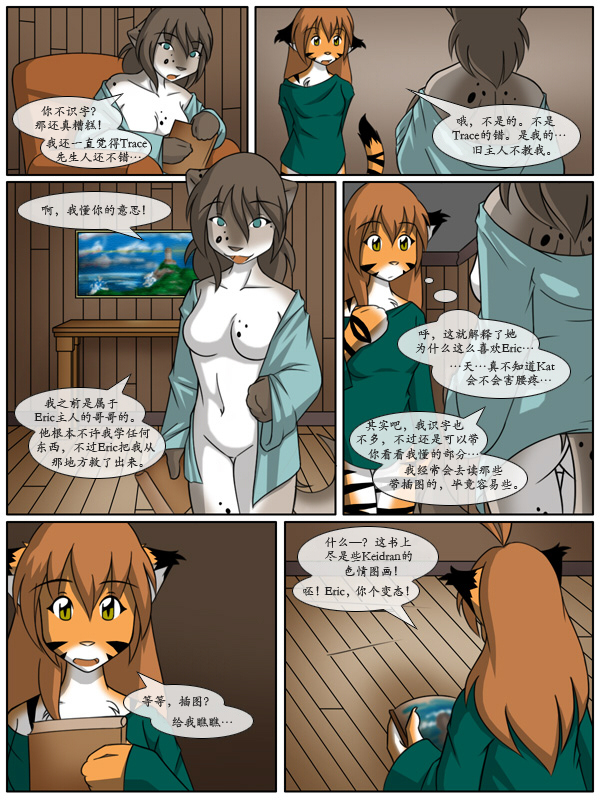 你不识字?
那还真糟糕!
我还一直觉得Trace
先生人还不错…
哦，不是的。不是
Trace的错。是我的…
旧主人不教我。
啊，我懂你的意思!
我之前是属于
Eric主人的哥哥的。
他根本不许我学任何
东西，不过Eric把我从
那地方救了出来。
呼，这就解释了她
为什么这么喜欢Eric…
…天…真不知道Kat
会不会害腰疼…
其实吧，我识字也
不多，不过还是可以带
你看看我懂的部分…
我经常会去读那些
带插图的，毕竟容易些。
等等，插图?
给我瞧瞧…
什么—? 这书上
尽是些Keidran的
色情图画!
呸! Eric，你个变态!